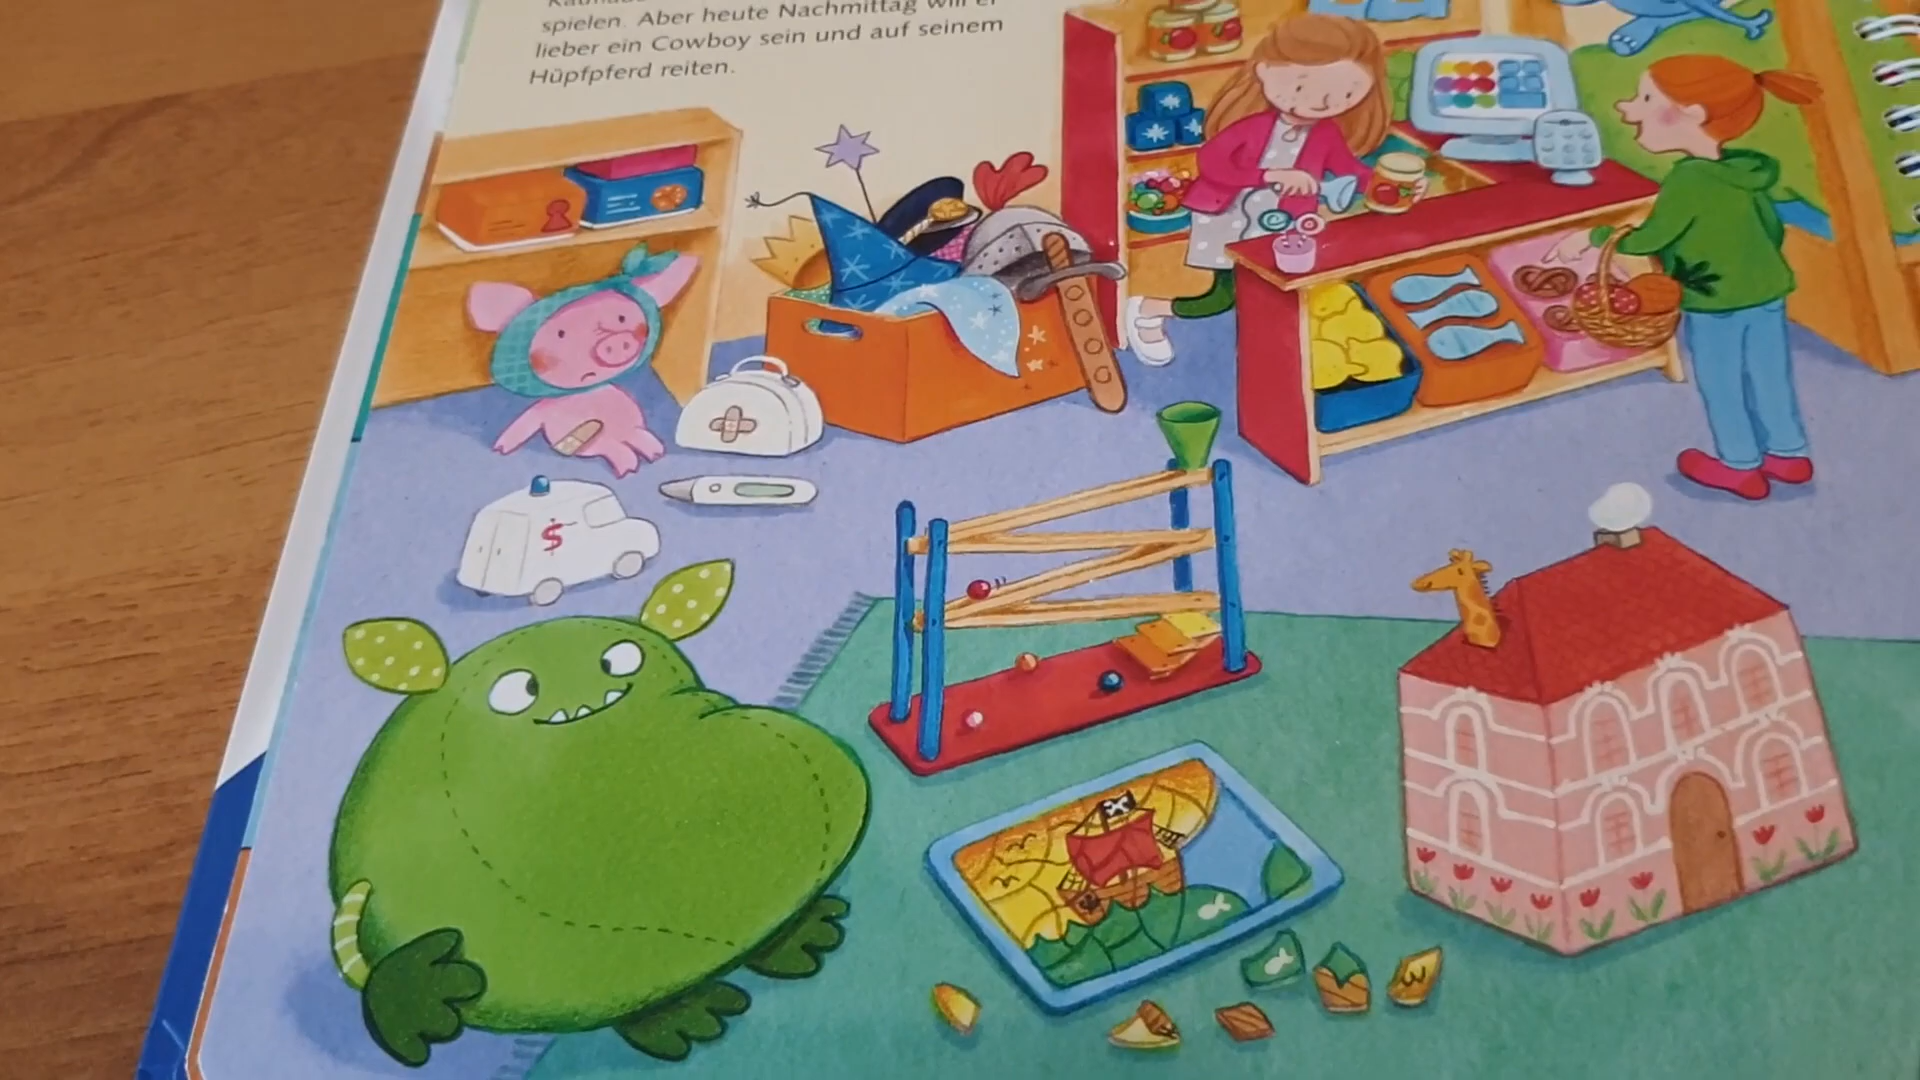 spielen. Aber heute Nachmittag will er
lieber ein Cowboy sein und auf seinem
Hüpfpferd reiten.